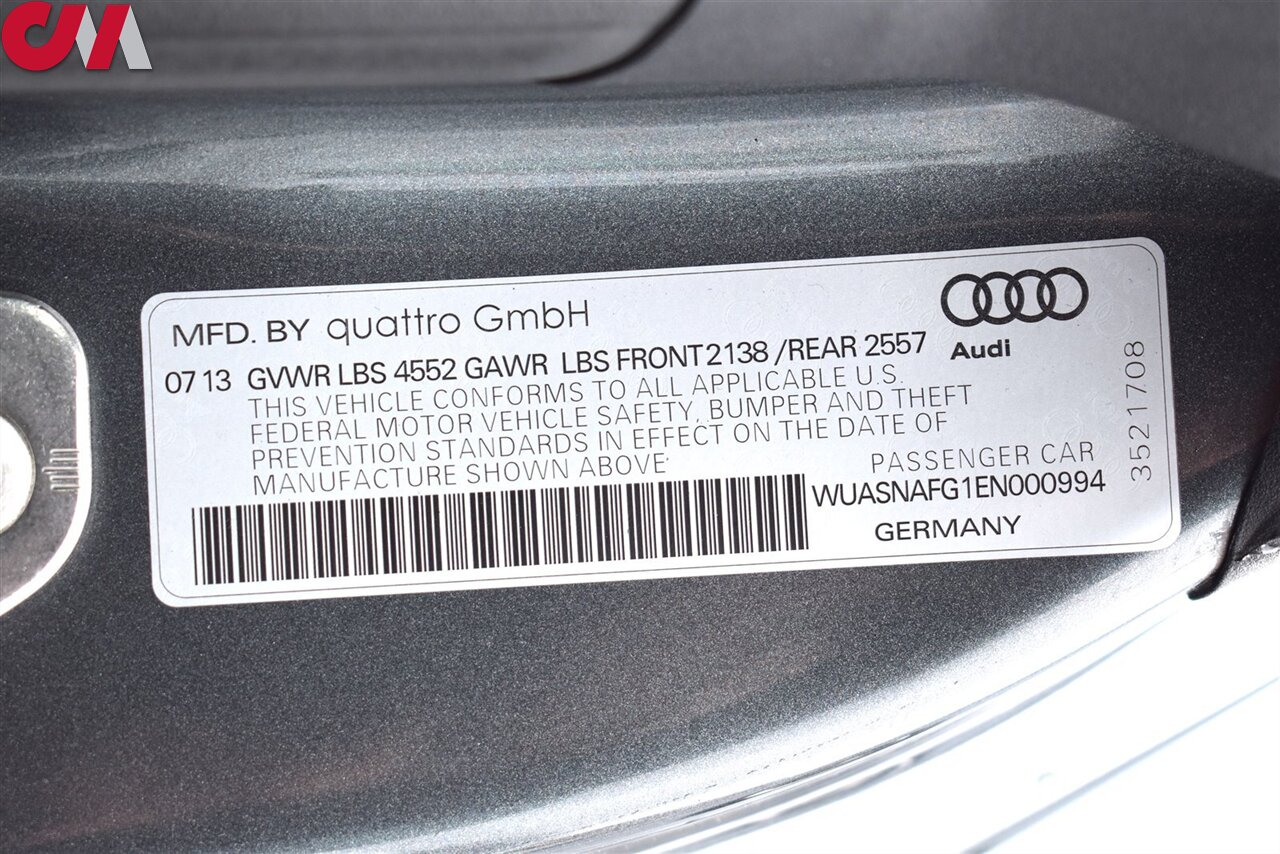 CM
MFD. BY quattro GmbH
07 13 GVWR LBS 4552 GAWR LBS FRONT 2138 /REAR 2557
Audi
THIS VEHICLE CONFORMS TO ALL APPLICABLE U.S.
FEDERAL MOTOR VEHICLE SAFETY, BUMPER AND THEFT
PREVENTION STANDARDS IN EFFECT ON THE DATE OF
MANUFACTURE SHOWN ABOVE
PASSENGER CAR
WUASNAFG1EN000994
GERMANY
3521708